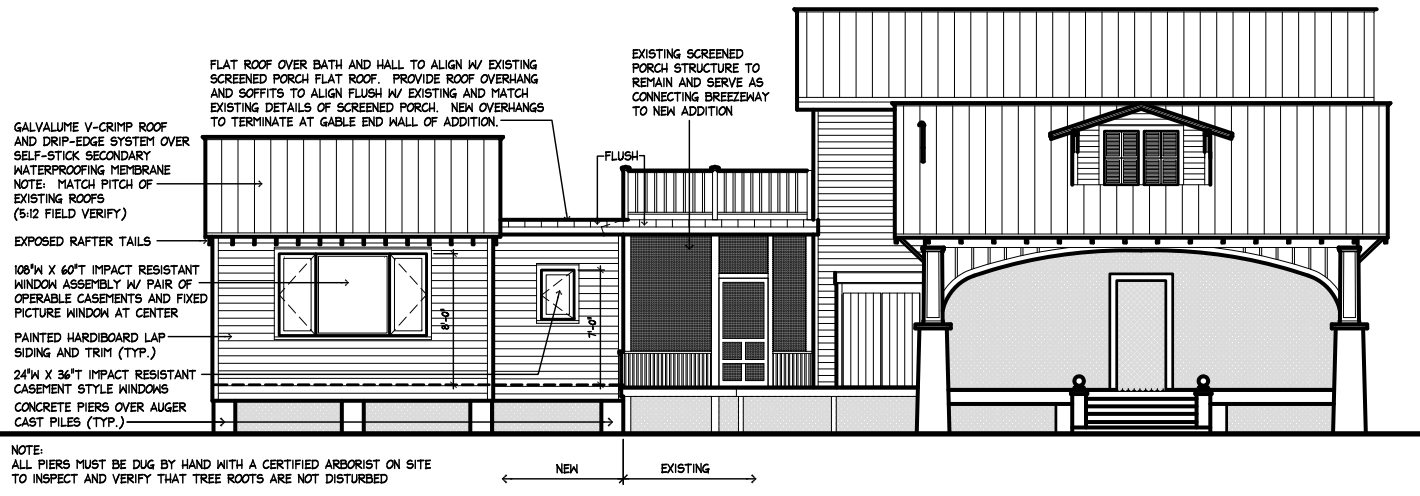 FLAT ROOF OVER BATH AND HALL TO ALIGN W/ EXISTING
SCREENED PORCH FLAT ROOF.  PROVIDE ROOF OVERHANG
AND SOFFITS TO ALIGN FLUSH W/ EXISTING AND MATCH
EXISTING DETAILS OF SCREENED PORCH.  NEW OVERHANGS
TO TERMINATE AT GABLE END WALL OF ADDITION.
EXISTING SCREENED
PORCH STRUCTURE TO
REMAIN AND SERVE AS
CONNECTING BREEZEWAY
TO NEW ADDITION
GALVALUME V-CRIMP ROOF
AND DRIP-EDGE SYSTEM OVER
SELF-STICK SECONDARY
WATERPROOFING MEMBRANE
NOTE:  MATCH PITCH OF
EXISTING ROOFS
(5:12 FIELD VERIFY)
FLUSH
EXPOSED RAFTER TAILS
108"W X 60"T IMPACT RESISTANT
WINDOW ASSEMBLY W/ PAIR OF
OPERABLE CASEMENTS AND FIXED
PICTURE WINDOW AT CENTER
8'-0"
7'-0"
PAINTED HARDIBOARD LAP
SIDING AND TRIM (TYP.)
24"W X 36"T IMPACT RESISTANT
CASEMENT STYLE WINDOWS
CONCRETE PIERS OVER AUGER
CAST PILES (TYP.)
NOTE:
ALL PIERS MUST BE DUG BY HAND WITH A CERTIFIED ARBORIST ON SITE
TO INSPECT AND VERIFY THAT TREE ROOTS ARE NOT DISTURBED
NEW
EXISTING